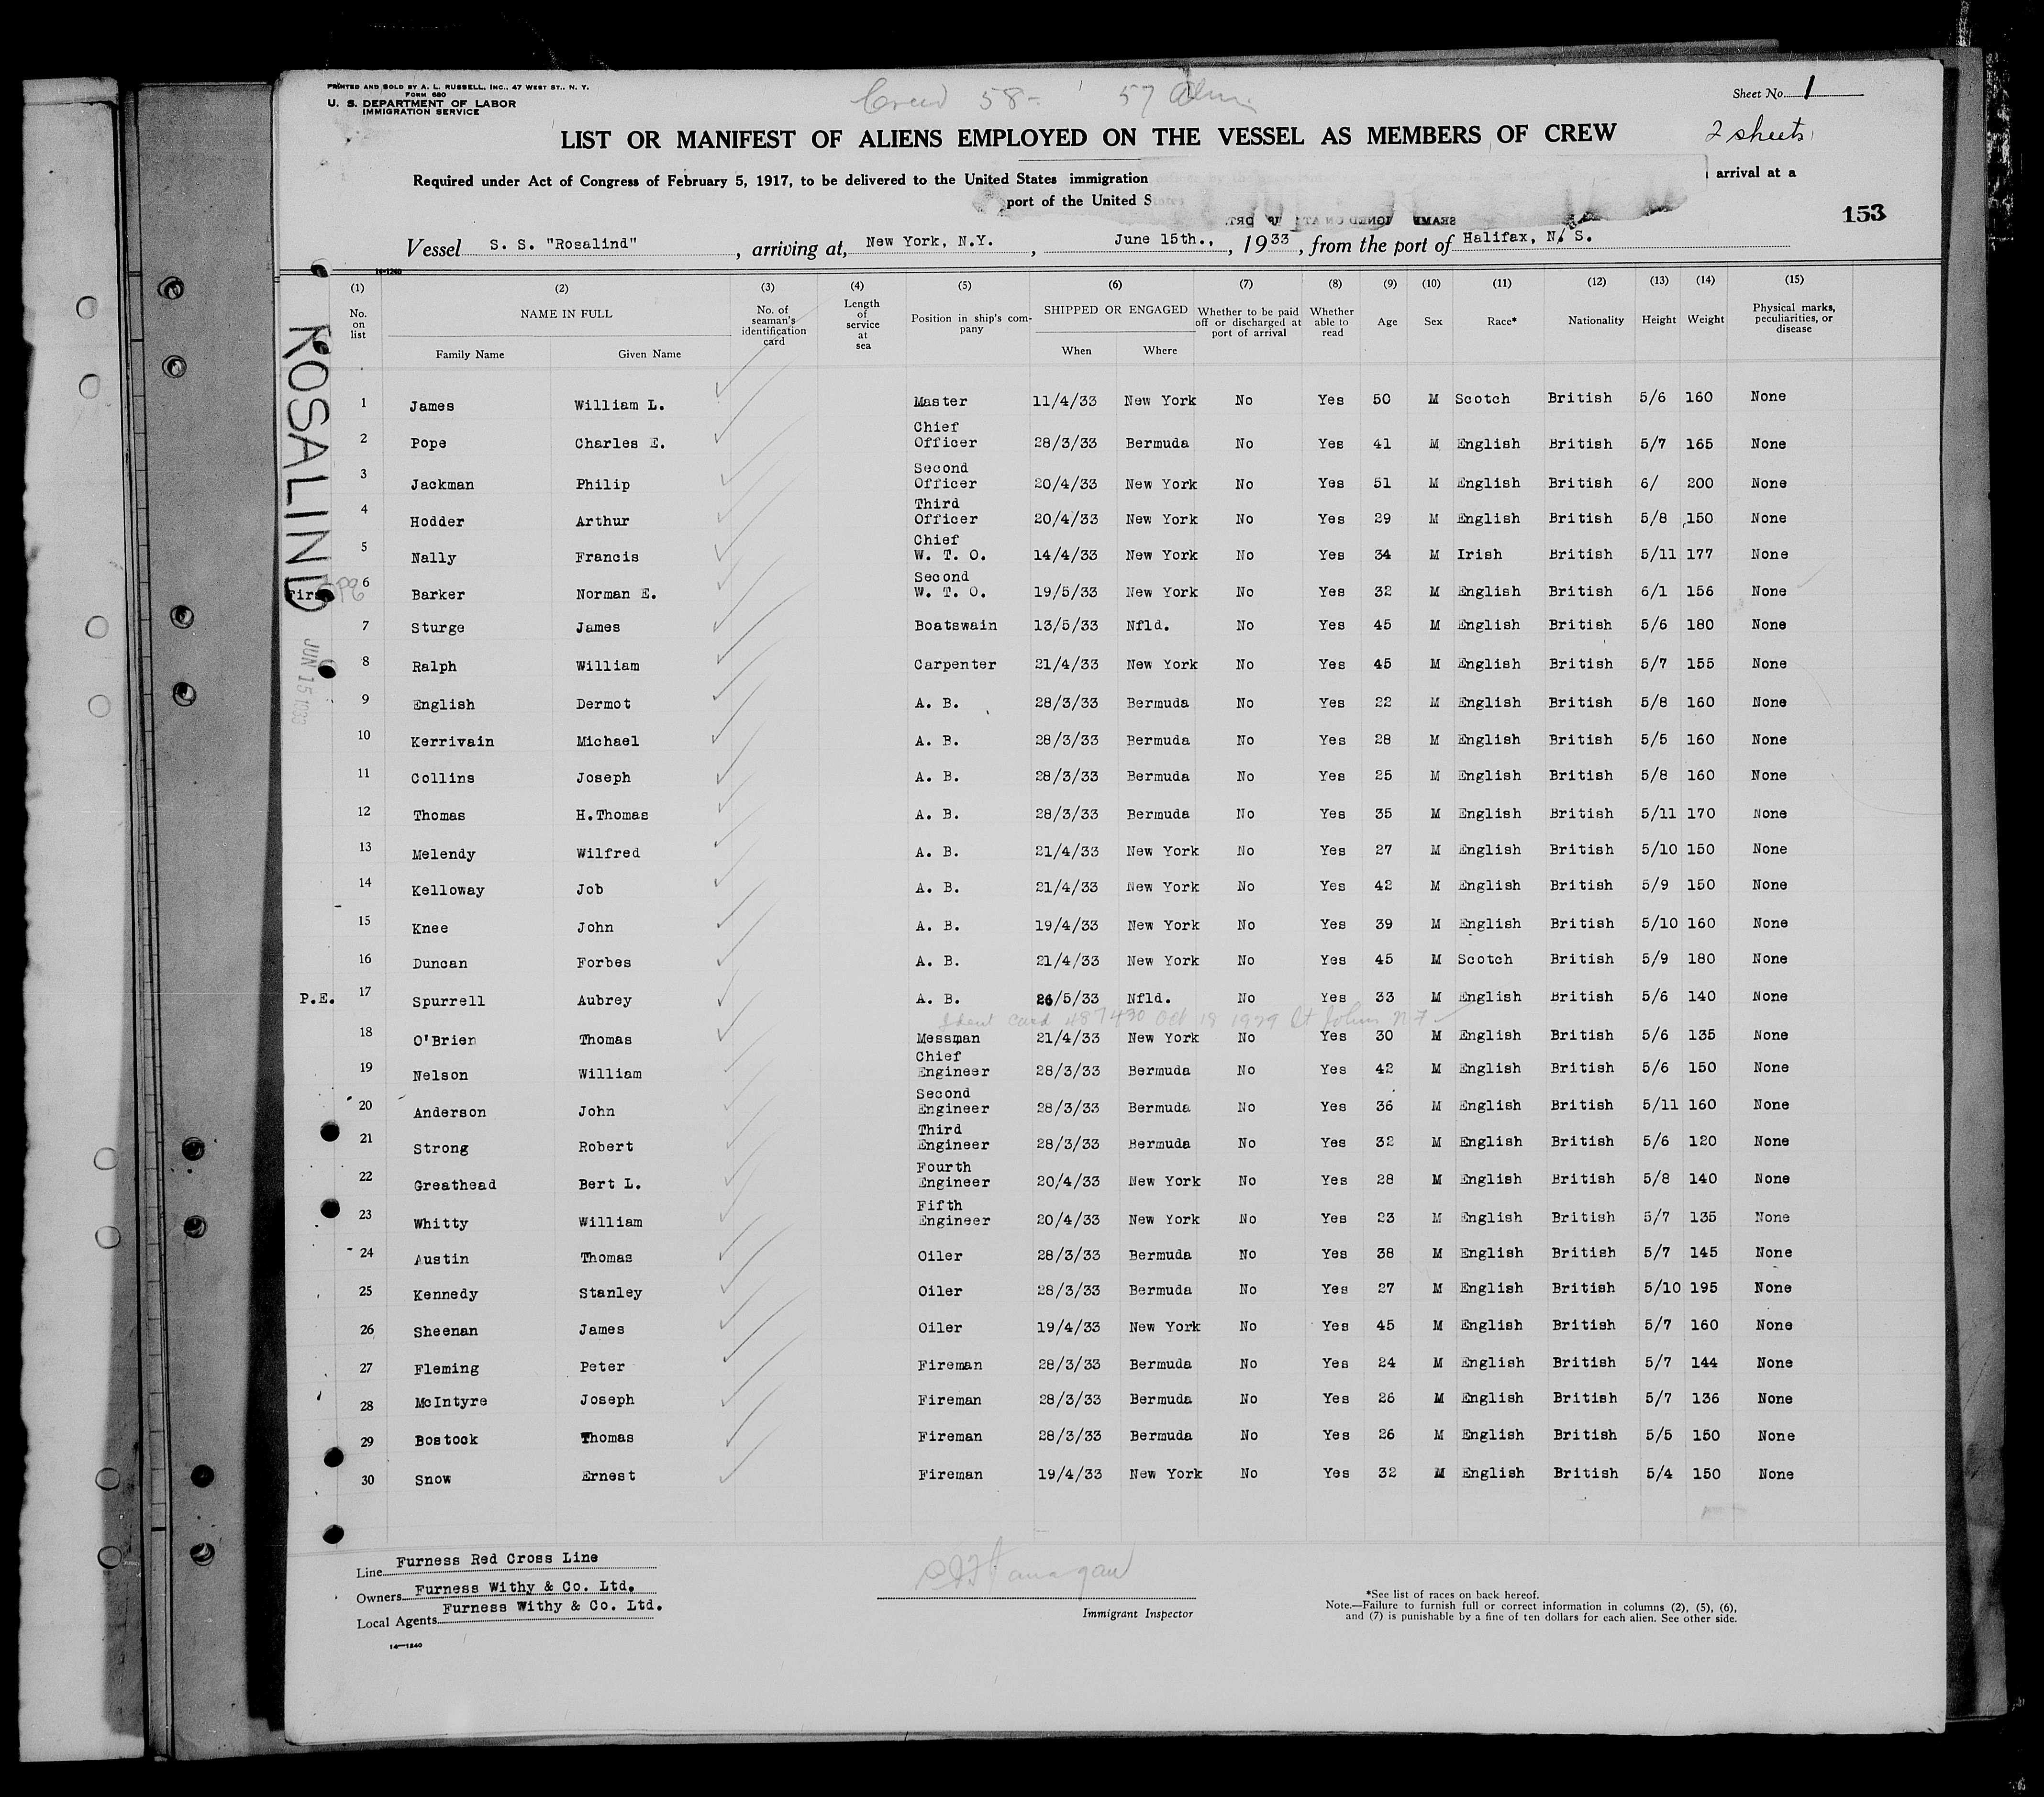 PRINTED AND SOLD BY A. L. RUSSELL, INC., 47 WEST ST., N. Y.
FORM 680
U. S. DEPARTMENT OF LABOR
IMMIGRATION SERVICE
Crew 58 - 57
Sheet No. 1
2 sheets
LIST OR MANIFEST OF ALIENS EMPLOYED ON THE VESSEL AS MEMBERS OF CREW
Required under Act of Congress of February 5, 1917, to be delivered to the United States immigration arrival at a
port of the United S
153
Vessel S. S. "Rosalind", arriving at, New York, N.Y., June 15th., 1933, from the port of Halifax, N. S.
14-1240
(1) (2) (3) (4) (5) (6) (7) (8) (9) (10) (11) (12) (13) (14) (15)
No. on list NAME IN FULL Family Name Given Name No. of seaman's identification card Length of service at sea Position in ship's company SHIPPED OR ENGAGED When Where Whether to be paid off or discharged at port of arrival Whether able to read Age Sex Race* Nationality Height Weight Physical marks, peculiarities, or disease
ROSALIND
JUN 15 1933
1 James William L. Master 11/4/33 New York No Yes 50 M Scotch British 5/6 160 None
2 Pope Charles E. Chief Officer 28/3/33 Bermuda No Yes 41 M English British 5/7 165 None
3 Jackman Philip Second Officer 20/4/33 New York No Yes 51 M English British 6/ 200 None
4 Hodder Arthur Third Officer 20/4/33 New York No Yes 29 M English British 5/8 150 None
5 Nally Francis Chief W. T. O. 14/4/33 New York No Yes 34 M Irish British 5/11 177 None
First 6 Barker Norman E. Second W. T. O. 19/5/33 New York No Yes 32 M English British 6/1 156 None
7 Sturge James Boatswain 13/5/33 Nfld. No Yes 45 M English British 5/6 180 None
8 Ralph William Carpenter 21/4/33 New York No Yes 45 M English British 5/7 155 None
9 English Dermot A. B. 28/3/33 Bermuda No Yes 22 M English British 5/8 160 None
10 Kerrivain Michael A. B. 28/3/33 Bermuda No Yes 28 M English British 5/5 160 None
11 Collins Joseph A. B. 28/3/33 Bermuda No Yes 25 M English British 5/8 160 None
12 Thomas H.Thomas A. B. 28/3/33 Bermuda No Yes 35 M English British 5/11 170 None
13 Melendy Wilfred A. B. 21/4/33 New York No Yes 27 M English British 5/10 150 None
14 Kelloway Job A. B. 21/4/33 New York No Yes 42 M English British 5/9 150 None
15 Knee John A. B. 19/4/33 New York No Yes 39 M English British 5/10 160 None
16 Duncan Forbes A. B. 21/4/33 New York No Yes 45 M Scotch British 5/9 180 None
P.E. 17 Spurrell Aubrey A. B. 26/5/33 Nfld. No Yes 33 M English British 5/6 140 None
Ident card 487430 Oct 19 1929 St Johns N F
18 O'Brien Thomas Messman 21/4/33 New York No Yes 30 M English British 5/6 135 None
19 Nelson William Chief Engineer 28/3/33 Bermuda No Yes 42 M English British 5/6 150 None
20 Anderson John Second Engineer 28/3/33 Bermuda No Yes 36 M English British 5/11 160 None
21 Strong Robert Third Engineer 28/3/33 Bermuda No Yes 32 M English British 5/6 120 None
22 Greathead Bert L. Fourth Engineer 20/4/33 New York No Yes 28 M English British 5/8 140 None
23 Whitty William Fifth Engineer 20/4/33 New York No Yes 23 M English British 5/7 135 None
24 Austin Thomas Oiler 28/3/33 Bermuda No Yes 38 M English British 5/7 145 None
25 Kennedy Stanley Oiler 28/3/33 Bermuda No Yes 27 M English British 5/10 195 None
26 Sheenan James Oiler 19/4/33 New York No Yes 45 M English British 5/7 160 None
27 Fleming Peter Fireman 28/3/33 Bermuda No Yes 24 M English British 5/7 144 None
28 McIntyre Joseph Fireman 28/3/33 Bermuda No Yes 26 M English British 5/7 136 None
29 Bostock Thomas Fireman 28/3/33 Bermuda No Yes 26 M English British 5/5 150 None
30 Snow Ernest Fireman 19/4/33 New York No Yes 32 M English British 5/4 150 None
Line Furness Red Cross Line
Owners Furness Withy & Co. Ltd.
Local Agents Furness Withy & Co. Ltd.
14-1240
Immigrant Inspector
*See list of races on back hereof.
Note.—Failure to furnish full or correct information in columns (2), (5), (6),
and (7) is punishable by a fine of ten dollars for each alien. See other side.